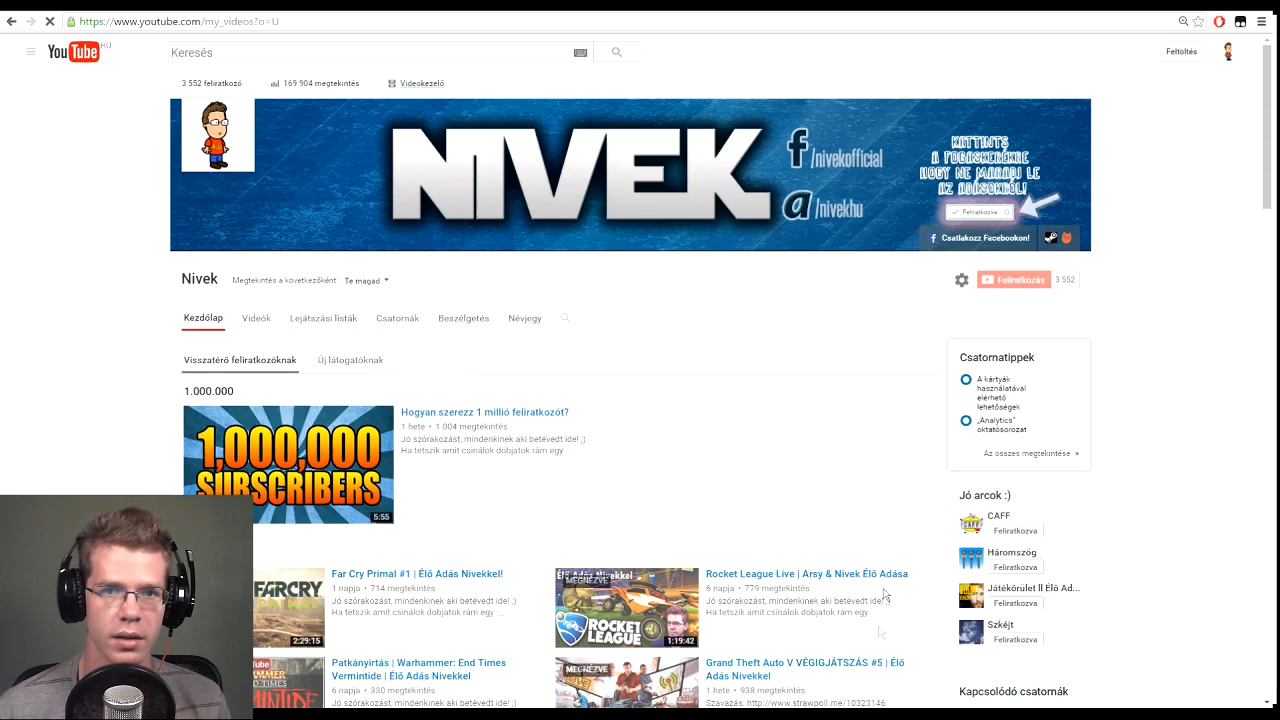 https://www.youtube.com/my_videos?o=U
YouTube HU
Keresés
Feltöltés
3 552 feliratkozó
169 904 megtekintés
Videokezelő
NIVEK
f /nivekofficial
a /nivekhu
KATTINTS
A FOGASKERÉKRE
HOGY NE MARADJ LE
AZ ADÁSOKRÓL!
Feliratkozva
Csatlakozz Facebookon!
Nivek
Megtekintés a következőként:
Te magad
Feliratkozás
3 552
Kezdőlap
Videók
Lejátszási listák
Csatornák
Beszélgetés
Névjegy
Visszatérő feliratkozóknak
Új látogatóknak
1.000.000
1,000,000
SUBSCRIBERS
5:55
Hogyan szerezz 1 millió feliratkozót?
1 hete • 1 004 megtekintés
Jó szórakozást, mindenkinek aki betévedt ide! ;)
Ha tetszik amit csinálok dobjatok rám egy
Csatornatippek
A kártyák
használatával
elérhető
lehetőségek
„Analytics”
oktatósorozat
Az összes megtekintése »
Jó arcok :)
CAFF
Feliratkozva
Háromszög
Feliratkozva
Játékőrület II Élő Ad...
Feliratkozva
Szkéjt
Feliratkozva
Kapcsolódó csatornák
FARCRY
2:29:15
Far Cry Primal #1 | Élő Adás Nivekkel!
1 napja • 714 megtekintés
Jó szórakozást, mindenkinek aki betévedt ide! :)
Ha tetszik amit csinálok dobjatok rám egy ...
Élő Adás Nivekkel
MEGNÉZVE
ROCKET
LEAGUE
1:19:42
Rocket League Live | Arsy & Nivek Élő Adása
6 napja • 779 megtekintés
Jó szórakozást, mindenkinek aki betévedt ide! ;)
Ha tetszik amit csinálok dobjatok rám egy
Patkányirtás | Warhammer: End Times
Vermintide | Élő Adás Nivekkel
6 napja • 330 megtekintés
Jó szórakozást, mindenkinek aki betévedt ide! :)
MEGNÉZVE
Grand Theft Auto V VÉGIGJÁTSZÁS #5 | Élő
Adás Nivekkel
1 hete • 938 megtekintés
Szavazás: http://www.strawpoll.me/10323146